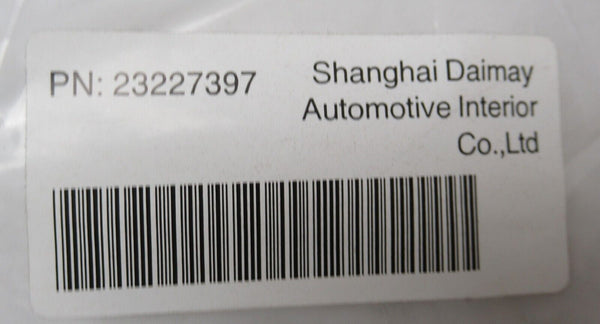 PN: 23227397
Shanghai Daimay
Automotive Interior
Co.,Ltd